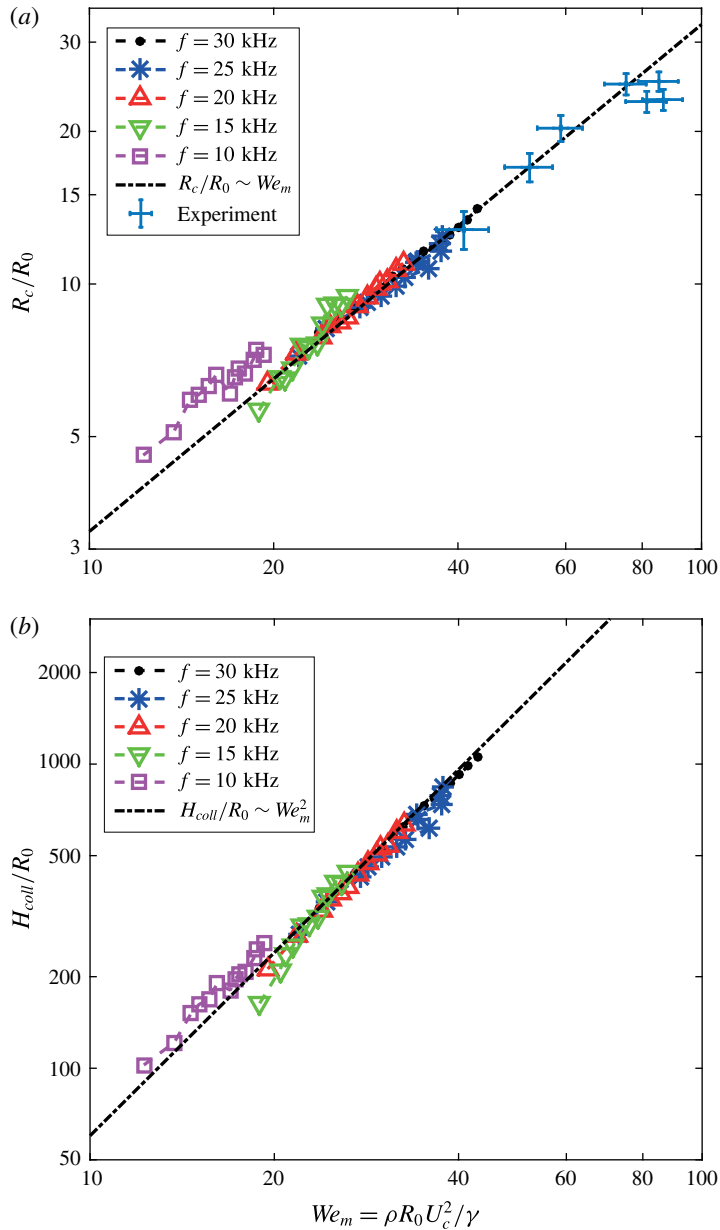 (a)
30
20
15
10
5
3
R_c/R_0
f = 30 kHz
f = 25 kHz
f = 20 kHz
f = 15 kHz
f = 10 kHz
R_c/R_0 ∼ We_m
Experiment
10 20 40 60 80 100
(b)
2000
1000
500
200
100
50
H_coll/R_0
f = 30 kHz
f = 25 kHz
f = 20 kHz
f = 15 kHz
f = 10 kHz
H_coll/R_0 ∼ We_m^2
10 20 40 60 80 100
We_m = ρR_0U_c^2/γ